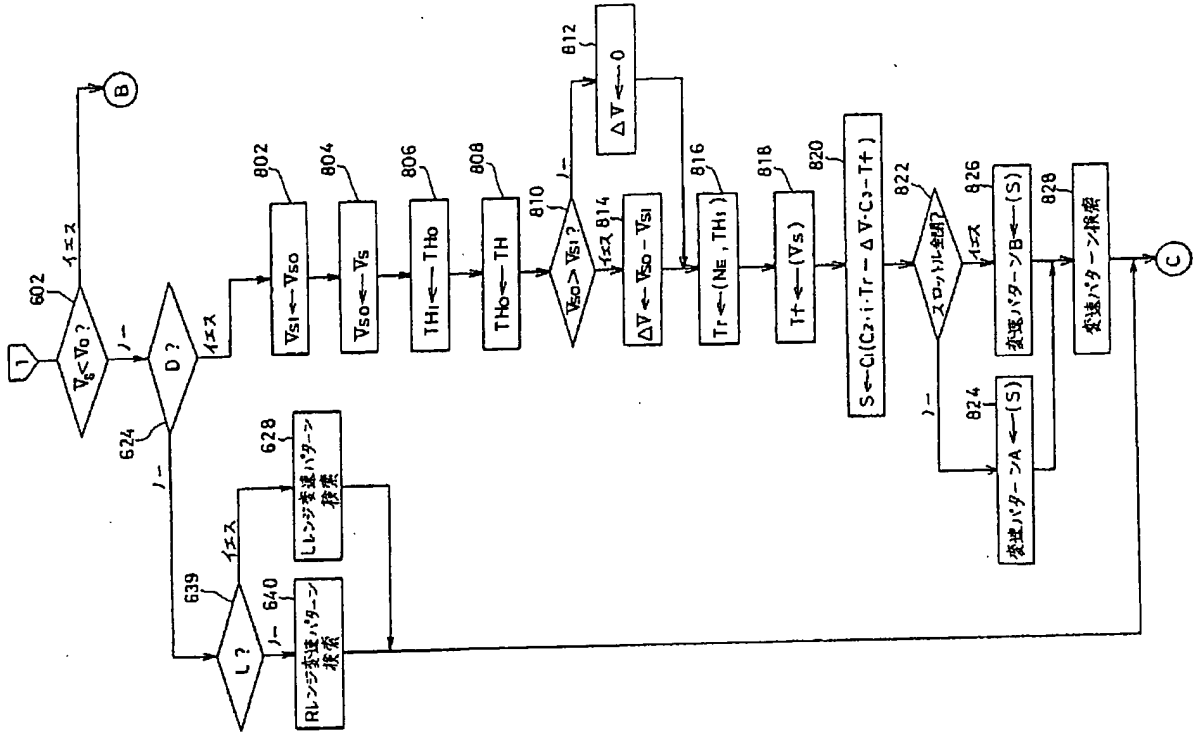 1
602
Vs<Vo?
イエス
B
ノー
624
D?
ノー
イエス
802
Vs1←Vso
804
Vso←Vs
806
TH1←THo
808
THo←TH
810
Vso>Vs1?
ノー
812
ΔV←0
イエス
814
ΔV←Vso-Vs1
816
Tr←(NE, TH1)
818
Tf←(Vs)
820
S←C1(C2·i·Tr-ΔV·C3-Tf)
822
スロットル全閉?
ノー
イエス
824
変速パターンA←(S)
826
変速パターンB←(S)
828
変速パターン検索
639
L?
イエス
628
Lレンジ変速パターン
検索
ノー
640
Rレンジ変速パターン
検索
C